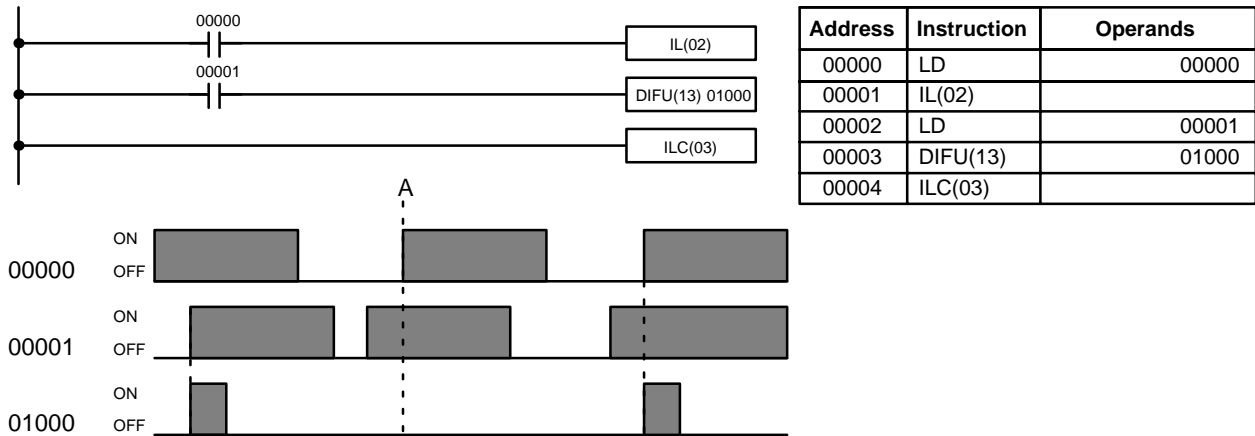 00000
IL(02)
00001
DIFU(13) 01000
ILC(03)
Address Instruction Operands
00000 LD 00000
00001 IL(02)
00002 LD 00001
00003 DIFU(13) 01000
00004 ILC(03)
A
ON
00000 OFF
ON
00001 OFF
ON
01000 OFF